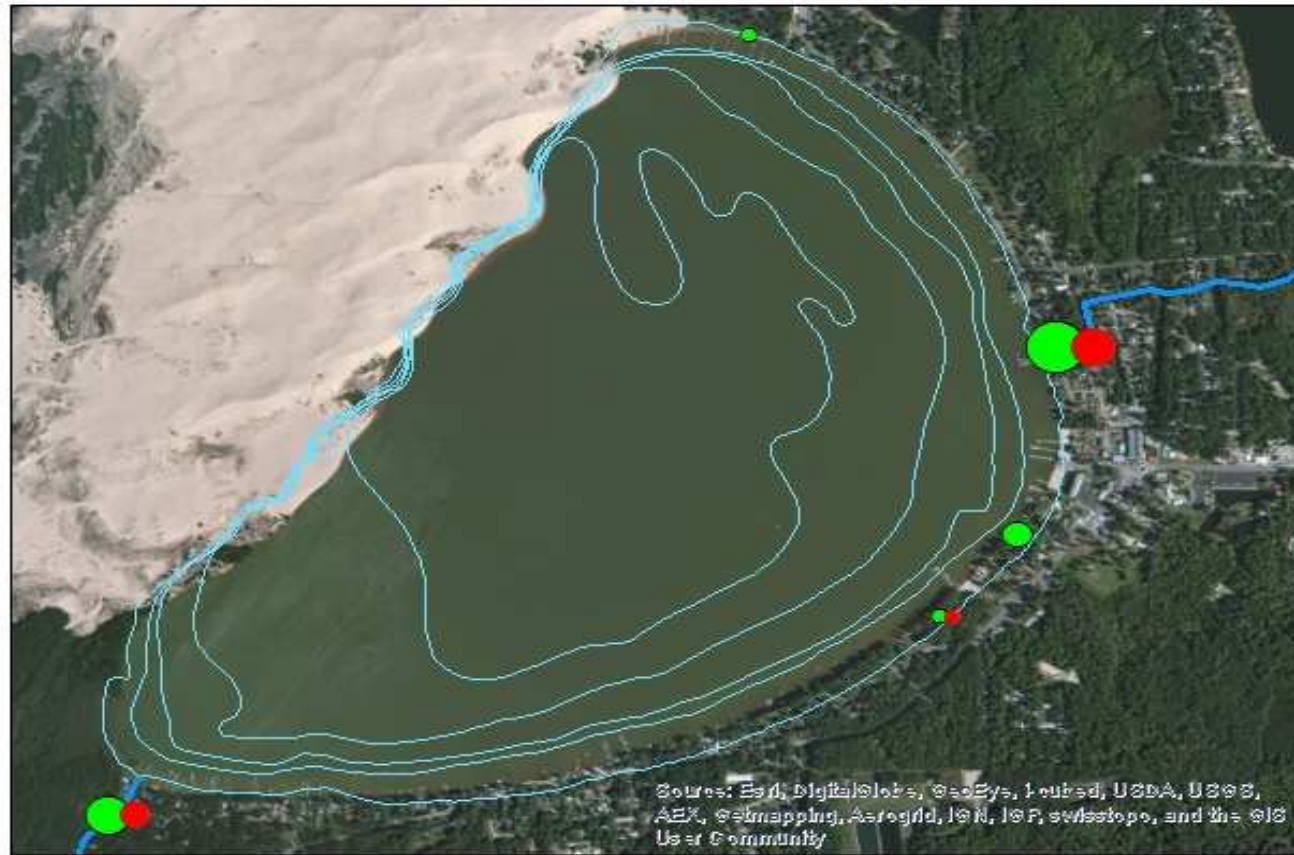 Source: Esri, DigitalGlobe, GeoEye, i-cubed, USDA, USGS,
AEX, Getmapping, Aerogrid, IGN, IGP, swisstopo, and the GIS
User Community